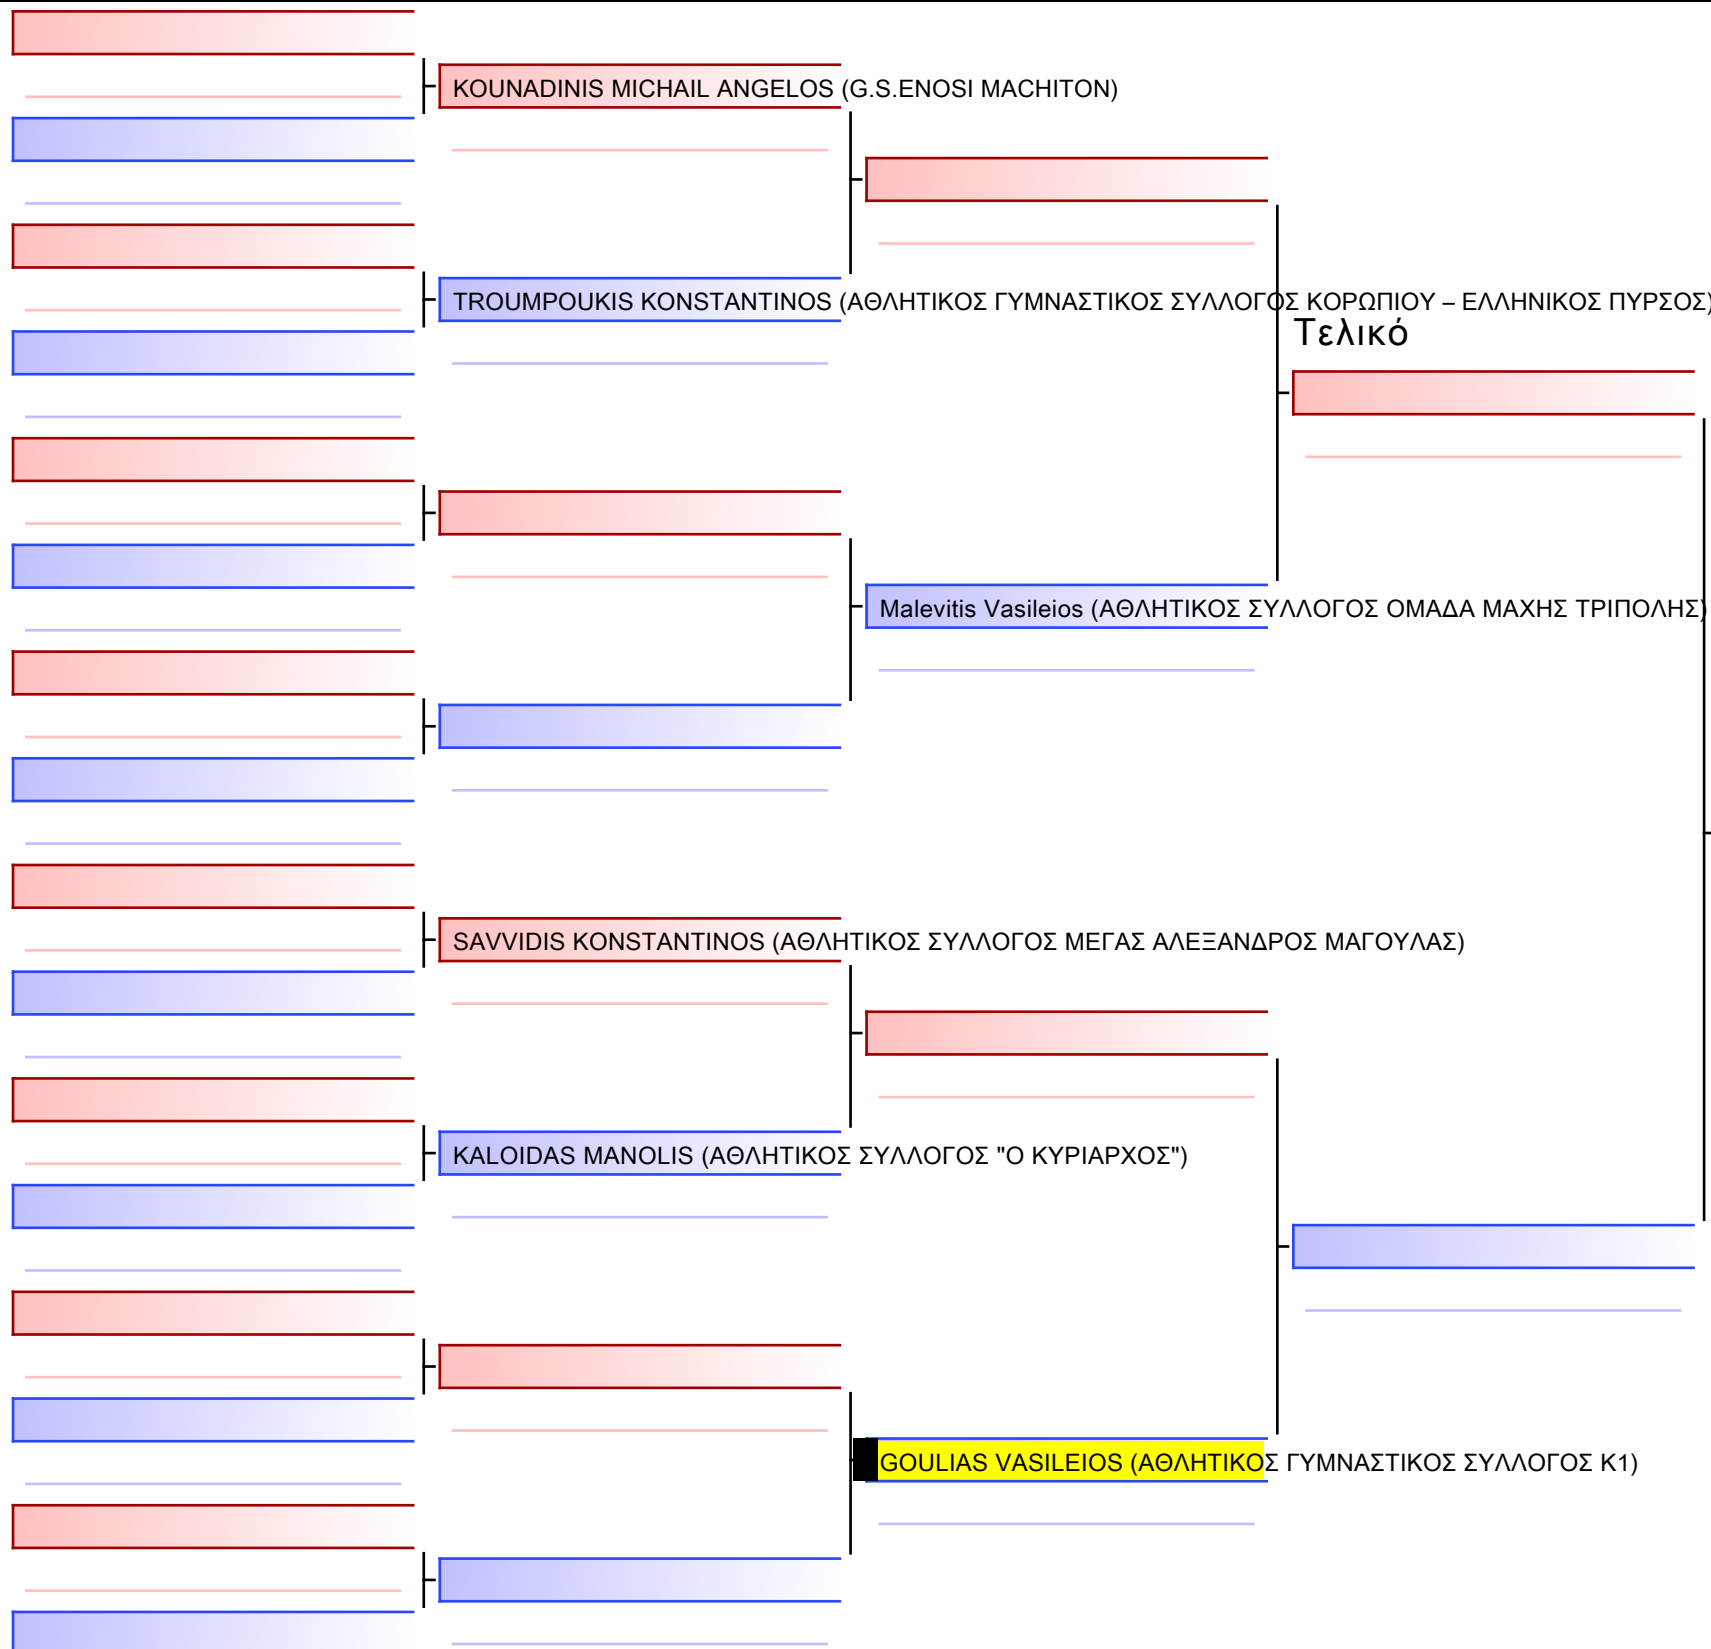 KOUNADINIS MICHAIL ANGELOS (G.S.ENOSI MACHITON)
TROUMPOUKIS KONSTANTINOS (ΑΘΛΗΤΙΚΟΣ ΓΥΜΝΑΣΤΙΚΟΣ ΣΥΛΛΟΓΟΣ ΚΟΡΩΠΙΟΥ – ΕΛΛΗΝΙΚΟΣ ΠΥΡΣΟΣ)
Τελικό
Malevitis Vasileios (ΑΘΛΗΤΙΚΟΣ ΣΥΛΛΟΓΟΣ ΟΜΑΔΑ ΜΑΧΗΣ ΤΡΙΠΟΛΗΣ)
SAVVIDIS KONSTANTINOS (ΑΘΛΗΤΙΚΟΣ ΣΥΛΛΟΓΟΣ ΜΕΓΑΣ ΑΛΕΞΑΝΔΡΟΣ ΜΑΓΟΥΛΑΣ)
KALOIDAS MANOLIS (ΑΘΛΗΤΙΚΟΣ ΣΥΛΛΟΓΟΣ "Ο ΚΥΡΙΑΡΧΟΣ")
GOULIAS VASILEIOS (ΑΘΛΗΤΙΚΟΣ ΓΥΜΝΑΣΤΙΚΟΣ ΣΥΛΛΟΓΟΣ Κ1)